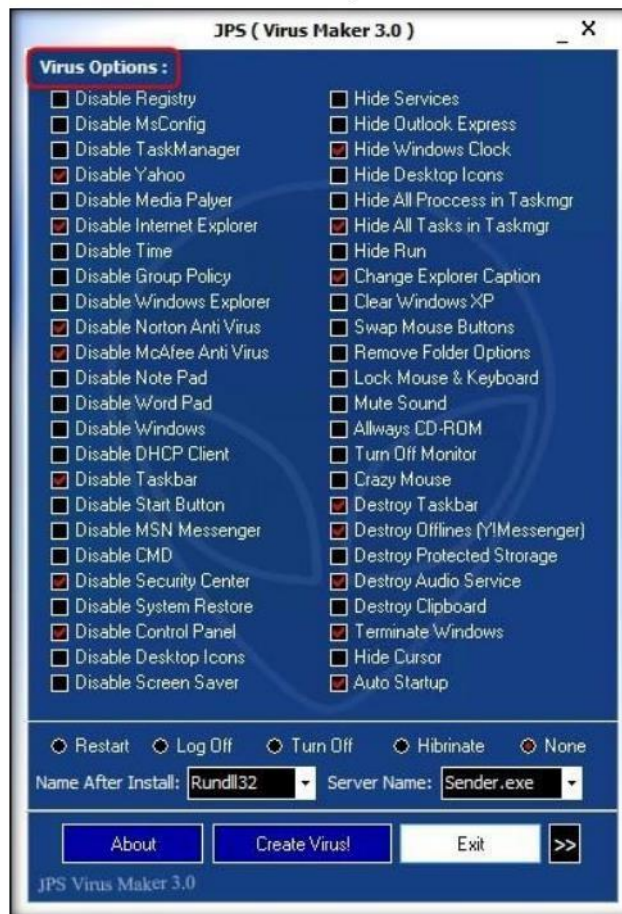 JPS ( Virus Maker 3.0 ) _ X
Virus Options :
Disable Registry
Disable MsConfig
Disable TaskManager
Disable Yahoo
Disable Media Palyer
Disable Internet Explorer
Disable Time
Disable Group Policy
Disable Windows Explorer
Disable Norton Anti Virus
Disable McAfee Anti Virus
Disable Note Pad
Disable Word Pad
Disable Windows
Disable DHCP Client
Disable Taskbar
Disable Start Button
Disable MSN Messenger
Disable CMD
Disable Security Center
Disable System Restore
Disable Control Panel
Disable Desktop Icons
Disable Screen Saver
Hide Services
Hide Outlook Express
Hide Windows Clock
Hide Desktop Icons
Hide All Proccess in Taskmgr
Hide All Tasks in Taskmgr
Hide Run
Change Explorer Caption
Clear Windows XP
Swap Mouse Buttons
Remove Folder Options
Lock Mouse & Keyboard
Mute Sound
Allways CD-ROM
Turn Off Monitor
Crazy Mouse
Destroy Taskbar
Destroy Offlines (Y!Messenger)
Destroy Protected Strorage
Destroy Audio Service
Destroy Clipboard
Terminate Windows
Hide Cursor
Auto Startup
Restart Log Off Turn Off Hibrinate None
Name After Install: Rundll32 Server Name: Sender.exe
About Create Virus! Exit >>
JPS Virus Maker 3.0